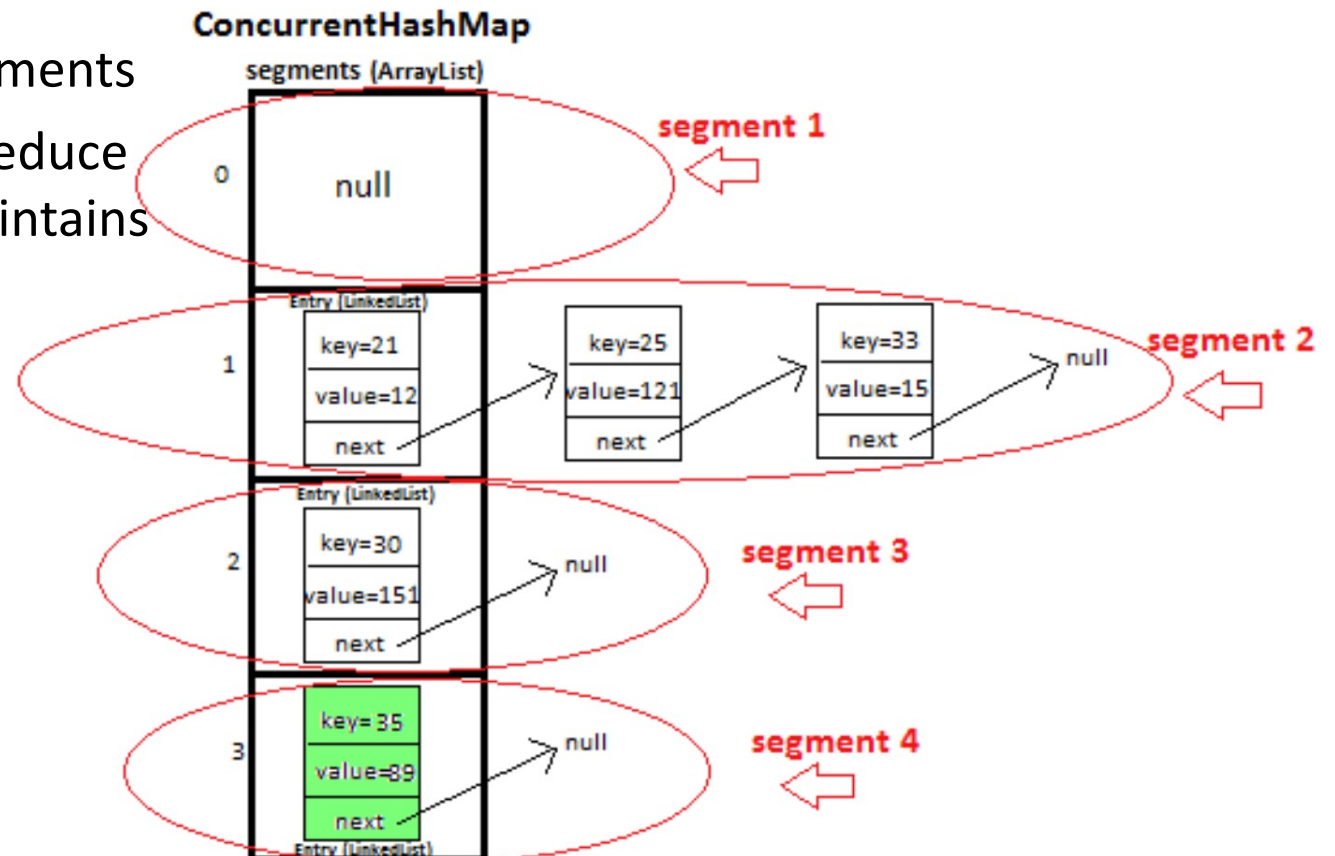 ConcurrentHashMap
ments
educe
intains
segments (ArrayList)
segment 1
0
null
Entry (LinkedList)
1
key=21
value=12
next
key=25
value=121
next
key=33
value=15
next
null
segment 2
Entry (LinkedList)
2
key=30
value=151
next
null
segment 3
3
key=35
value=89
next
null
segment 4
Entry (LinkedList)